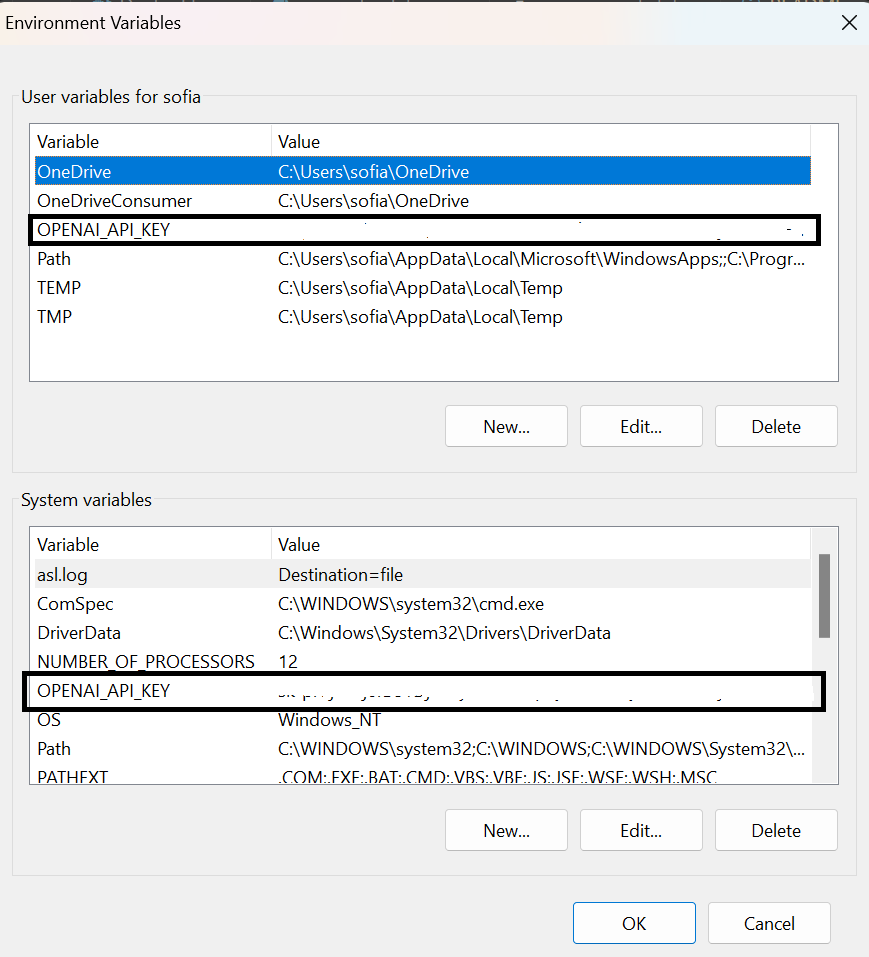 Environment Variables
User variables for sofia
Variable Value
OneDrive C:\Users\sofia\OneDrive
OneDriveConsumer C:\Users\sofia\OneDrive
OPENAI_API_KEY
Path C:\Users\sofia\AppData\Local\Microsoft\WindowsApps;;C:\Progr...
TEMP C:\Users\sofia\AppData\Local\Temp
TMP C:\Users\sofia\AppData\Local\Temp
New... Edit... Delete
System variables
Variable Value
asl.log Destination=file
ComSpec C:\WINDOWS\system32\cmd.exe
DriverData C:\Windows\System32\Drivers\DriverData
NUMBER_OF_PROCESSORS 12
OPENAI_API_KEY
OS Windows_NT
Path C:\WINDOWS\system32;C:\WINDOWS;C:\WINDOWS\System32\...
PATHEXT .COM;.EXE;.BAT;.CMD;.VBS;.VBE;.JS;.JSE;.WSF;.WSH;.MSC
New... Edit... Delete
OK Cancel